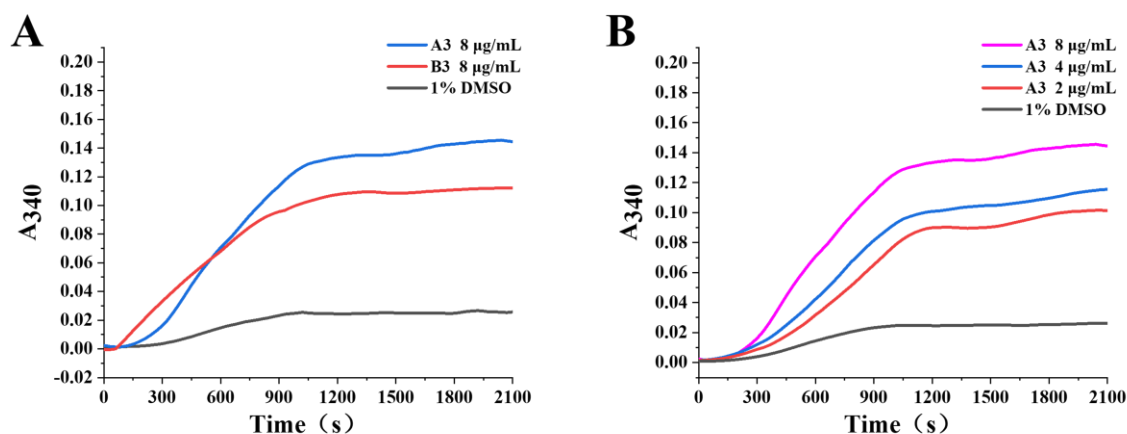 A
A3 8 μg/mL
B3 8 μg/mL
1% DMSO
0.20
0.18
0.16
0.14
0.12
0.10
0.08
0.06
0.04
0.02
0.00
-0.02
A340
0 300 600 900 1200 1500 1800 2100
Time（s）
B
A3 8 μg/mL
A3 4 μg/mL
A3 2 μg/mL
1% DMSO
0.20
0.18
0.16
0.14
0.12
0.10
0.08
0.06
0.04
0.02
0.00
A340
0 300 600 900 1200 1500 1800 2100
Time（s）